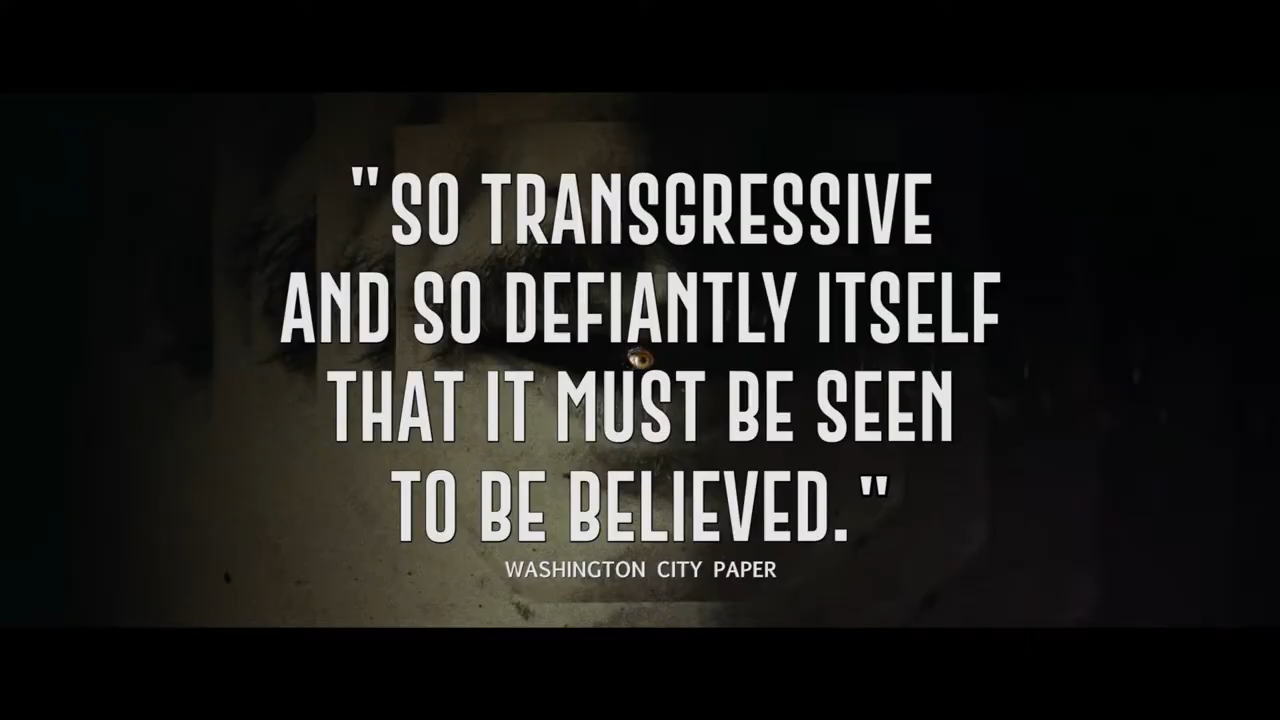 "SO TRANSGRESSIVE
AND SO DEFIANTLY ITSELF
THAT IT MUST BE SEEN
TO BE BELIEVED."
WASHINGTON CITY PAPER